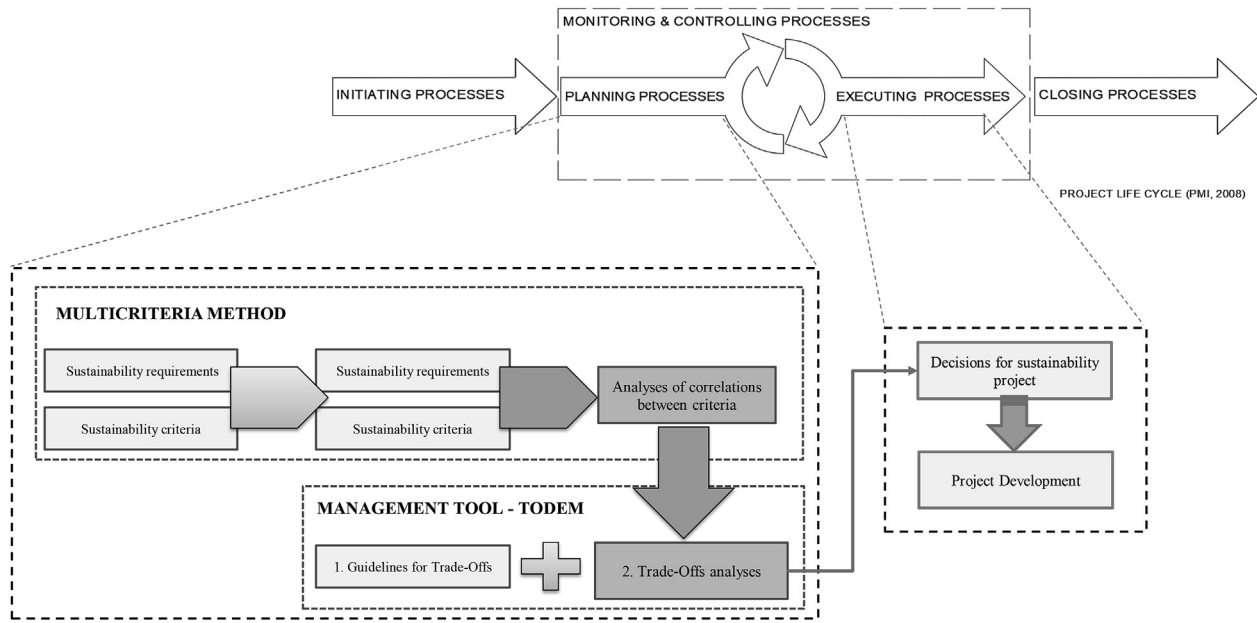 MONITORING & CONTROLLING PROCESSES
INITIATING PROCESSES
PLANNING PROCESSES
EXECUTING PROCESSES
CLOSING PROCESSES
PROJECT LIFE CYCLE (PMI, 2008)
MULTICRITERIA METHOD
Sustainability requirements
Sustainability criteria
Sustainability requirements
Sustainability criteria
Analyses of correlations
between criteria
MANAGEMENT TOOL - TODEM
1. Guidelines for Trade-Offs
2. Trade-Offs analyses
Decisions for sustainability
project
Project Development